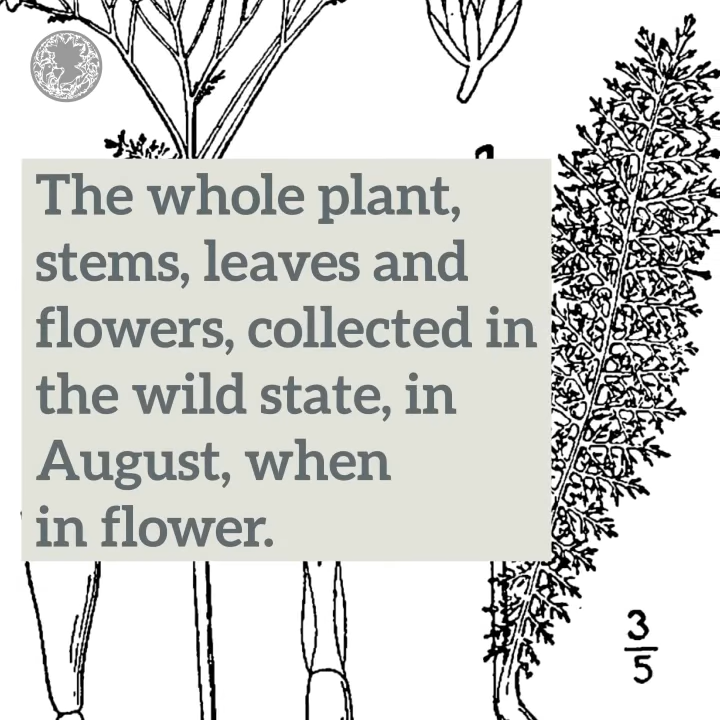 The whole plant,
stems, leaves and
flowers, collected in
the wild state, in
August, when
in flower.
3
5